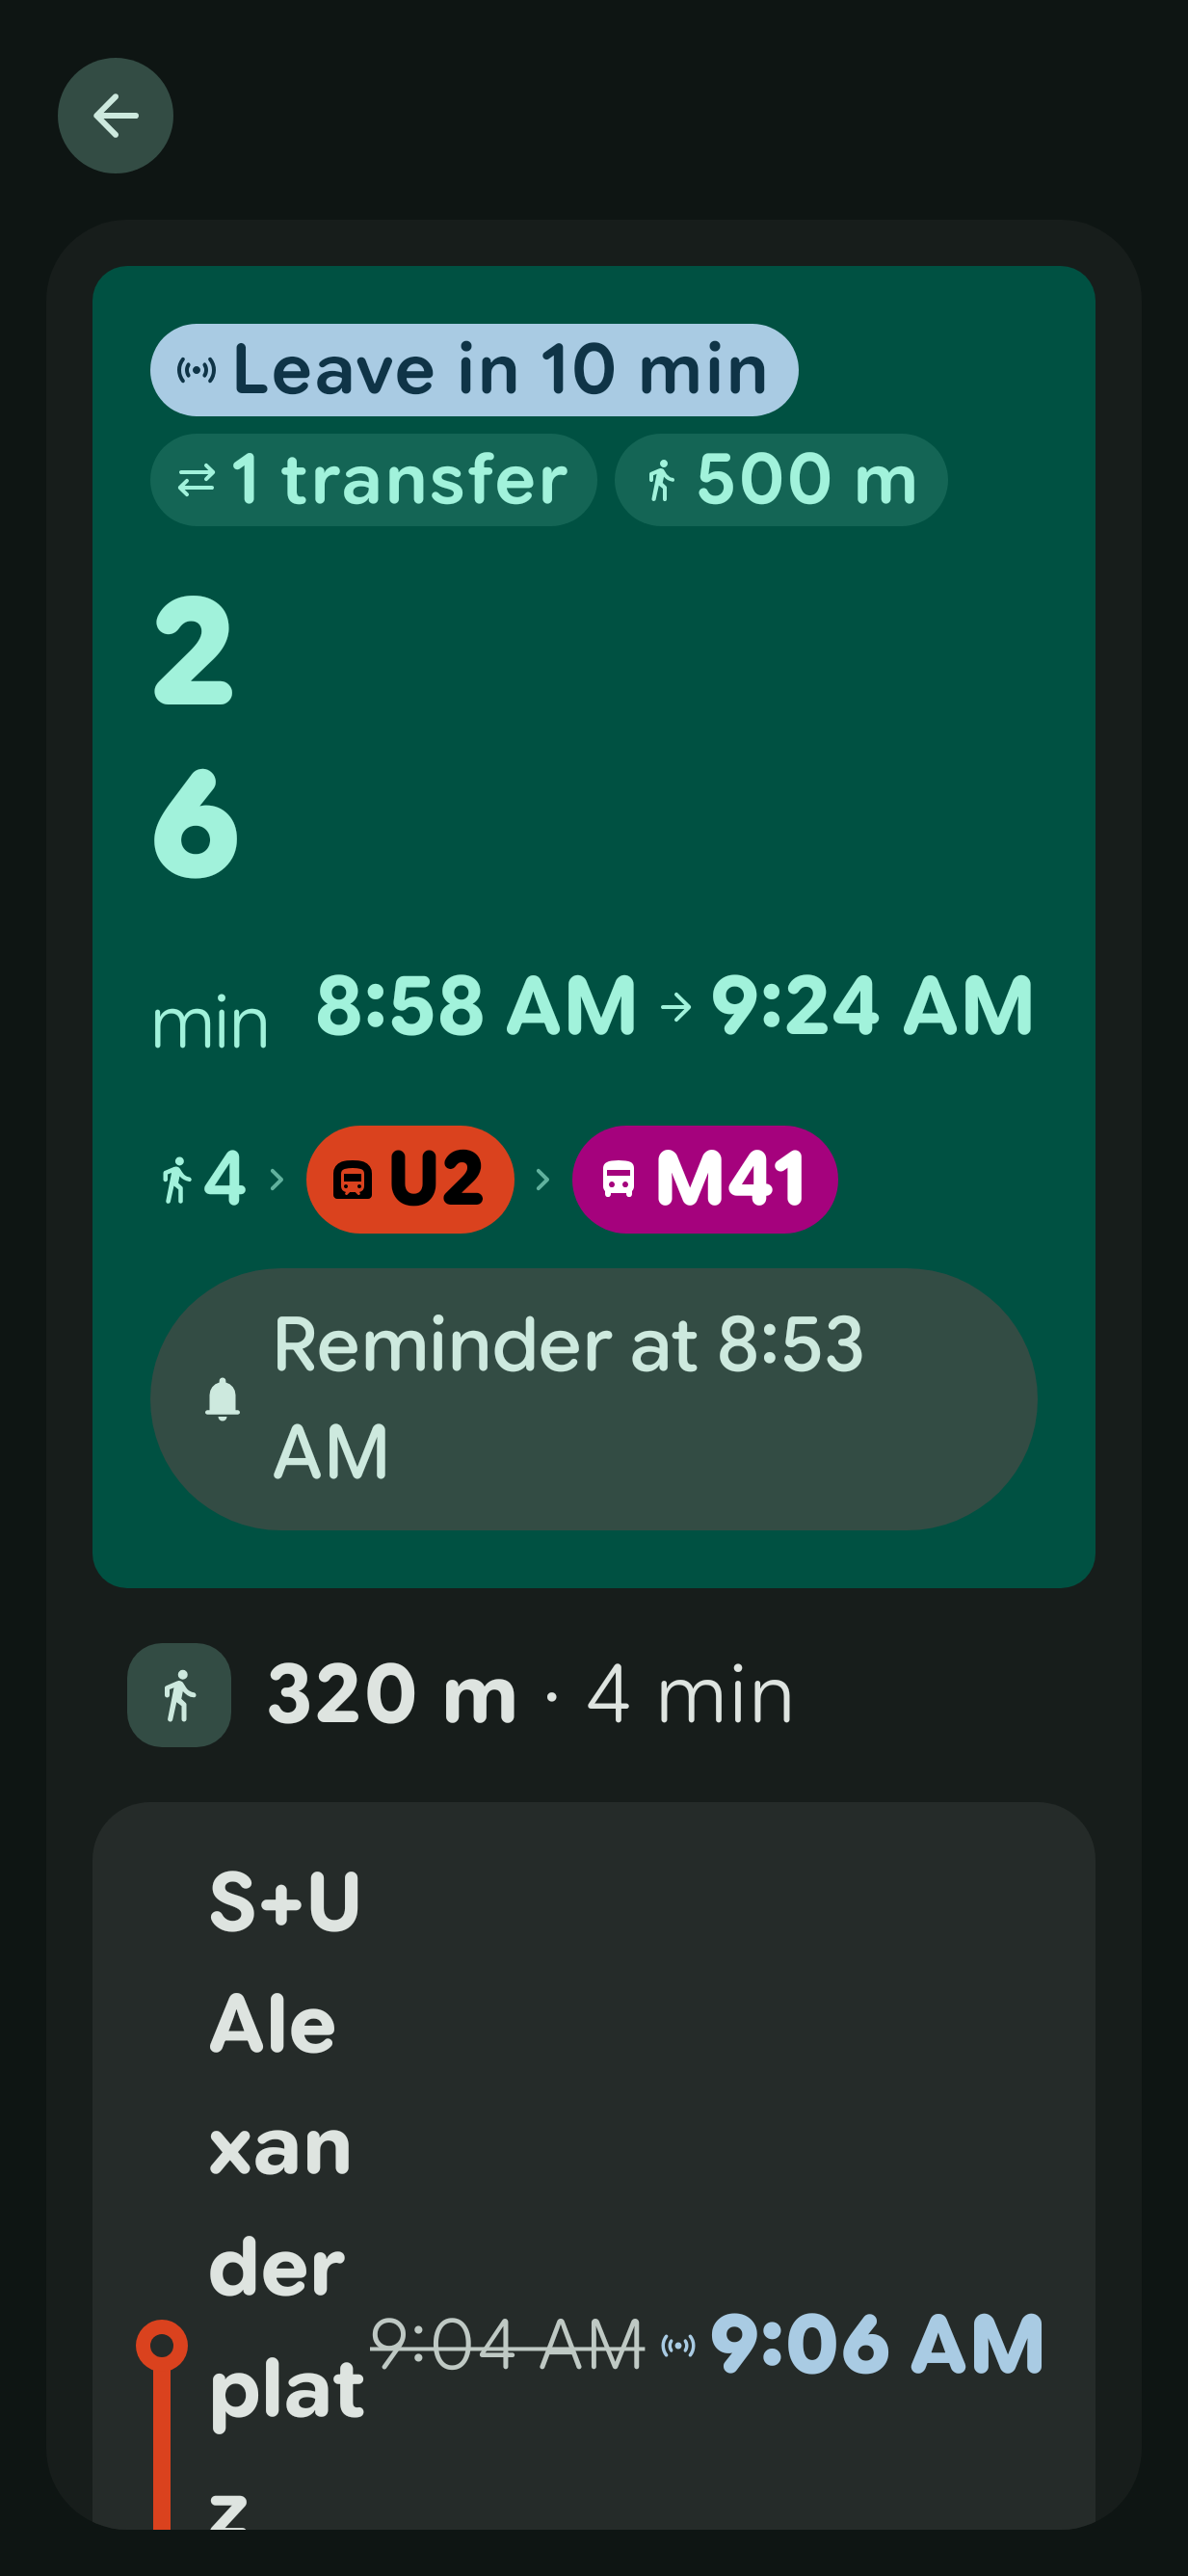 Leave in 10 min
1 transfer 500 m
2
6
min 8:58 AM → 9:24 AM
4 > U2 > M41
Reminder at 8:53
AM
320 m · 4 min
S+U
Ale
xan
der
9:04 AM 9:06 AM
plat
z